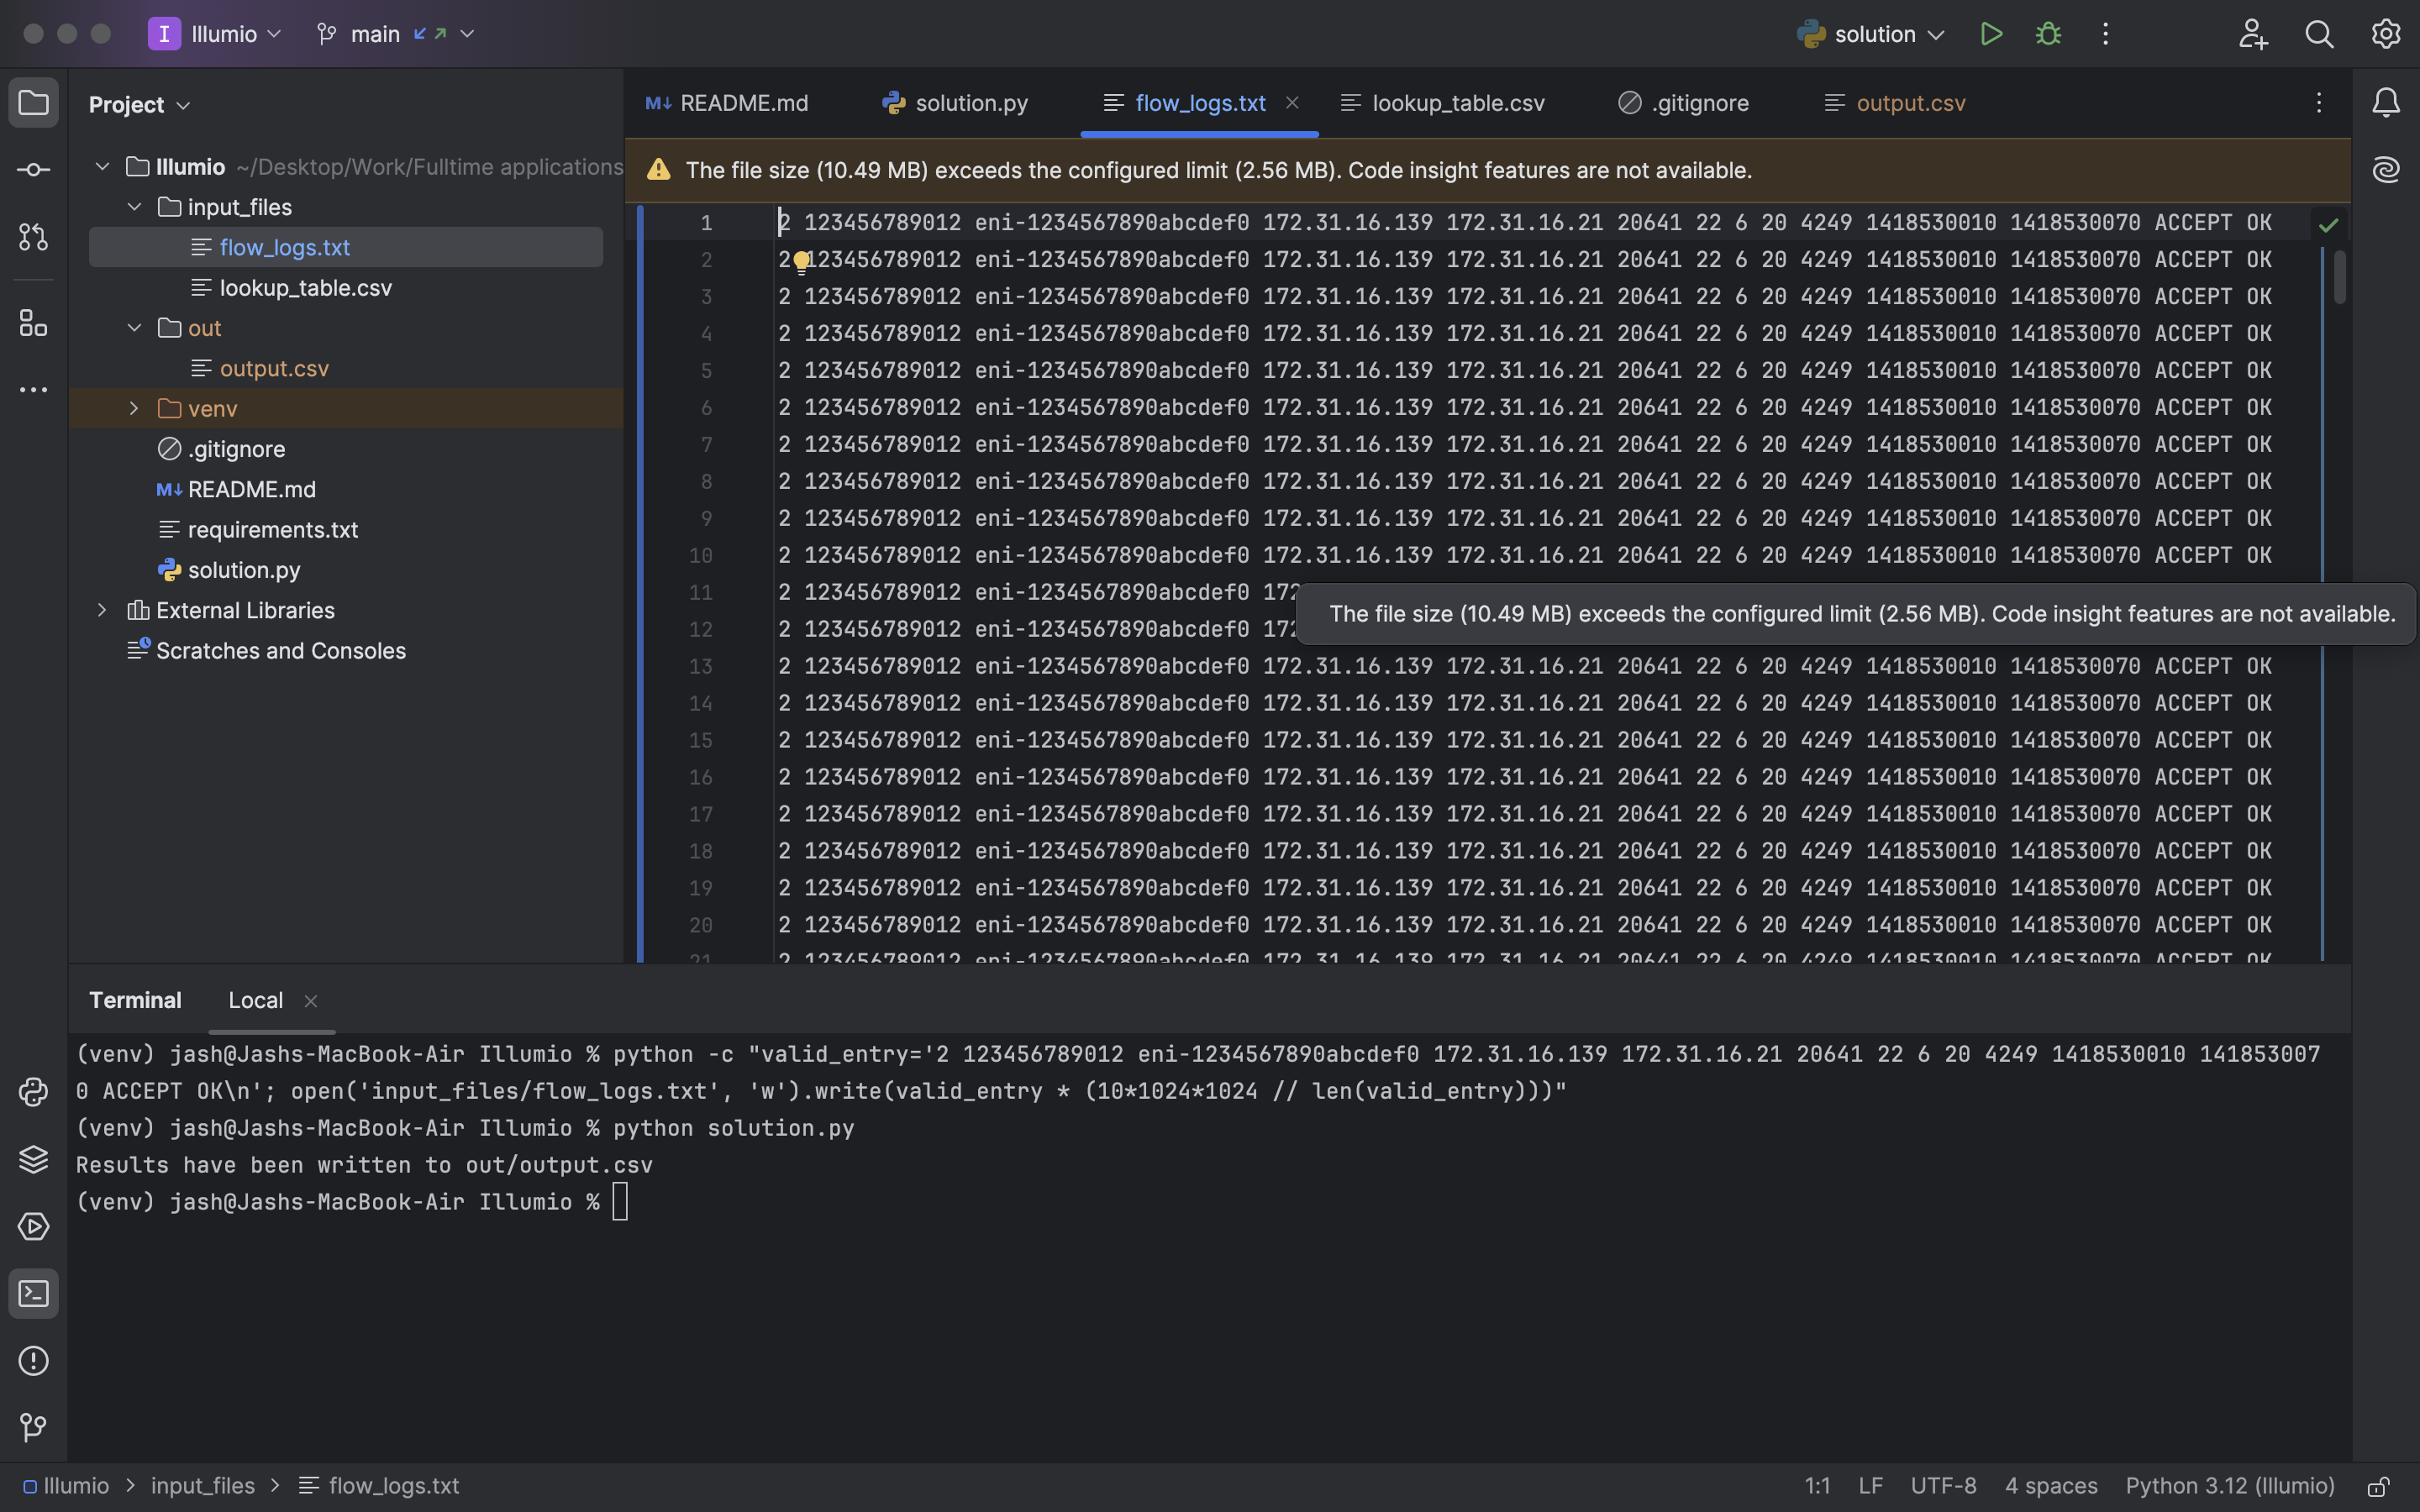 I Illumio main solution
Project
README.md solution.py flow_logs.txt lookup_table.csv .gitignore output.csv
The file size (10.49 MB) exceeds the configured limit (2.56 MB). Code insight features are not available.
Illumio ~/Desktop/Work/Fulltime applications
input_files
flow_logs.txt
lookup_table.csv
out
output.csv
venv
.gitignore
M↓ README.md
requirements.txt
solution.py
External Libraries
Scratches and Consoles
1 2 123456789012 eni-1234567890abcdef0 172.31.16.139 172.31.16.21 20641 22 6 20 4249 1418530010 1418530070 ACCEPT OK
2 2 123456789012 eni-1234567890abcdef0 172.31.16.139 172.31.16.21 20641 22 6 20 4249 1418530010 1418530070 ACCEPT OK
3 2 123456789012 eni-1234567890abcdef0 172.31.16.139 172.31.16.21 20641 22 6 20 4249 1418530010 1418530070 ACCEPT OK
4 2 123456789012 eni-1234567890abcdef0 172.31.16.139 172.31.16.21 20641 22 6 20 4249 1418530010 1418530070 ACCEPT OK
5 2 123456789012 eni-1234567890abcdef0 172.31.16.139 172.31.16.21 20641 22 6 20 4249 1418530010 1418530070 ACCEPT OK
6 2 123456789012 eni-1234567890abcdef0 172.31.16.139 172.31.16.21 20641 22 6 20 4249 1418530010 1418530070 ACCEPT OK
7 2 123456789012 eni-1234567890abcdef0 172.31.16.139 172.31.16.21 20641 22 6 20 4249 1418530010 1418530070 ACCEPT OK
8 2 123456789012 eni-1234567890abcdef0 172.31.16.139 172.31.16.21 20641 22 6 20 4249 1418530010 1418530070 ACCEPT OK
9 2 123456789012 eni-1234567890abcdef0 172.31.16.139 172.31.16.21 20641 22 6 20 4249 1418530010 1418530070 ACCEPT OK
10 2 123456789012 eni-1234567890abcdef0 172.31.16.139 172.31.16.21 20641 22 6 20 4249 1418530010 1418530070 ACCEPT OK
11 2 123456789012 eni-1234567890abcdef0 172
The file size (10.49 MB) exceeds the configured limit (2.56 MB). Code insight features are not available.
12 2 123456789012 eni-1234567890abcdef0 172
13 2 123456789012 eni-1234567890abcdef0 172.31.16.139 172.31.16.21 20641 22 6 20 4249 1418530010 1418530070 ACCEPT OK
14 2 123456789012 eni-1234567890abcdef0 172.31.16.139 172.31.16.21 20641 22 6 20 4249 1418530010 1418530070 ACCEPT OK
15 2 123456789012 eni-1234567890abcdef0 172.31.16.139 172.31.16.21 20641 22 6 20 4249 1418530010 1418530070 ACCEPT OK
16 2 123456789012 eni-1234567890abcdef0 172.31.16.139 172.31.16.21 20641 22 6 20 4249 1418530010 1418530070 ACCEPT OK
17 2 123456789012 eni-1234567890abcdef0 172.31.16.139 172.31.16.21 20641 22 6 20 4249 1418530010 1418530070 ACCEPT OK
18 2 123456789012 eni-1234567890abcdef0 172.31.16.139 172.31.16.21 20641 22 6 20 4249 1418530010 1418530070 ACCEPT OK
19 2 123456789012 eni-1234567890abcdef0 172.31.16.139 172.31.16.21 20641 22 6 20 4249 1418530010 1418530070 ACCEPT OK
20 2 123456789012 eni-1234567890abcdef0 172.31.16.139 172.31.16.21 20641 22 6 20 4249 1418530010 1418530070 ACCEPT OK
21 2 123456789012 eni-1234567890abcdef0 172.31.16.139 172.31.16.21 20641 22 6 20 4249 1418530010 1418530070 ACCEPT OK
Terminal Local
(venv) jash@Jashs-MacBook-Air Illumio % python -c "valid_entry='2 123456789012 eni-1234567890abcdef0 172.31.16.139 172.31.16.21 20641 22 6 20 4249 1418530010 141853007
0 ACCEPT OK\n'; open('input_files/flow_logs.txt', 'w').write(valid_entry * (10*1024*1024 // len(valid_entry)))"
(venv) jash@Jashs-MacBook-Air Illumio % python solution.py
Results have been written to out/output.csv
(venv) jash@Jashs-MacBook-Air Illumio %
Illumio > input_files > flow_logs.txt 1:1 LF UTF-8 4 spaces Python 3.12 (Illumio)